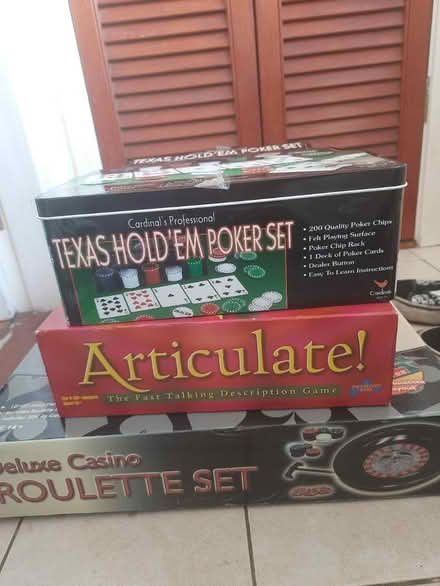 TEXAS HOLD'EM POKER SET
Cardinal's Professional
TEXAS HOLD'EM POKER SET
• 200 Quality Poker Chips
• Felt Playing Surface
• Poker Chip Rack
• 1 Deck of Poker Cards
• Dealer Button
• Easy To Learn Instructions
Cardinal
Articulate!
The Fast Talking Description Game
Deluxe Casino
ROULETTE SET